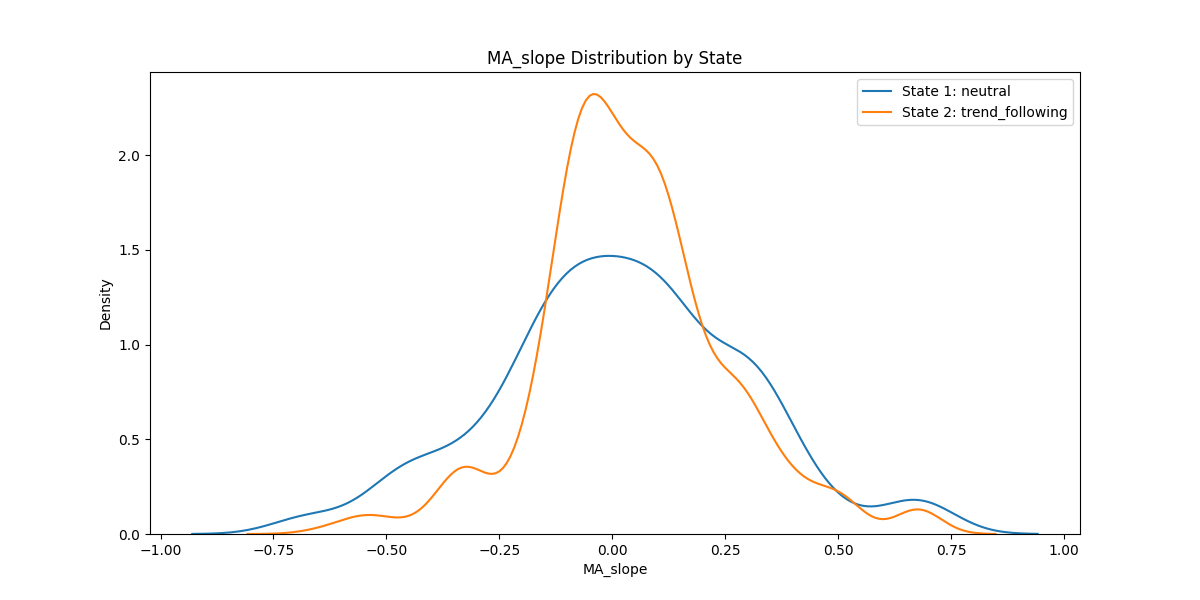 MA_slope Distribution by State
State 1: neutral
State 2: trend_following
Density
2.0
1.5
1.0
0.5
0.0
−1.00 −0.75 −0.50 −0.25 0.00 0.25 0.50 0.75 1.00
MA_slope